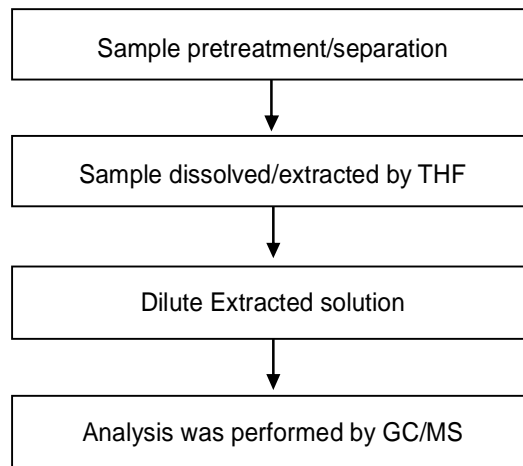 Sample pretreatment/separation
Sample dissolved/extracted by THF
Dilute Extracted solution
Analysis was performed by GC/MS